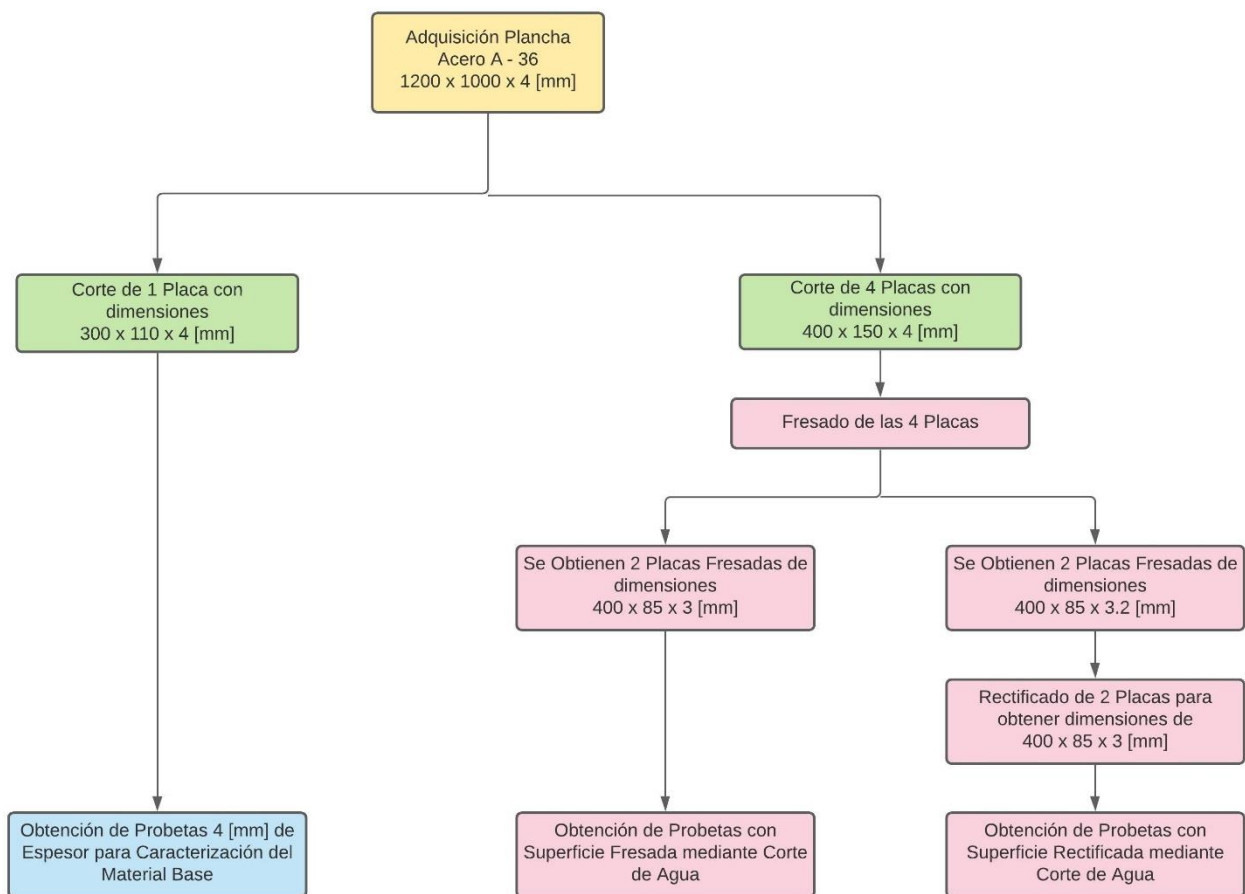 Adquisición Plancha
Acero A - 36
1200 x 1000 x 4 [mm]
Corte de 1 Placa con
dimensiones
300 x 110 x 4 [mm]
Corte de 4 Placas con
dimensiones
400 x 150 x 4 [mm]
Fresado de las 4 Placas
Se Obtienen 2 Placas Fresadas de
dimensiones
400 x 85 x 3 [mm]
Se Obtienen 2 Placas Fresadas de
dimensiones
400 x 85 x 3.2 [mm]
Rectificado de 2 Placas para
obtener dimensiones de
400 x 85 x 3 [mm]
Obtención de Probetas 4 [mm] de
Espesor para Caracterización del
Material Base
Obtención de Probetas con
Superficie Fresada mediante Corte
de Agua
Obtención de Probetas con
Superficie Rectificada mediante
Corte de Agua